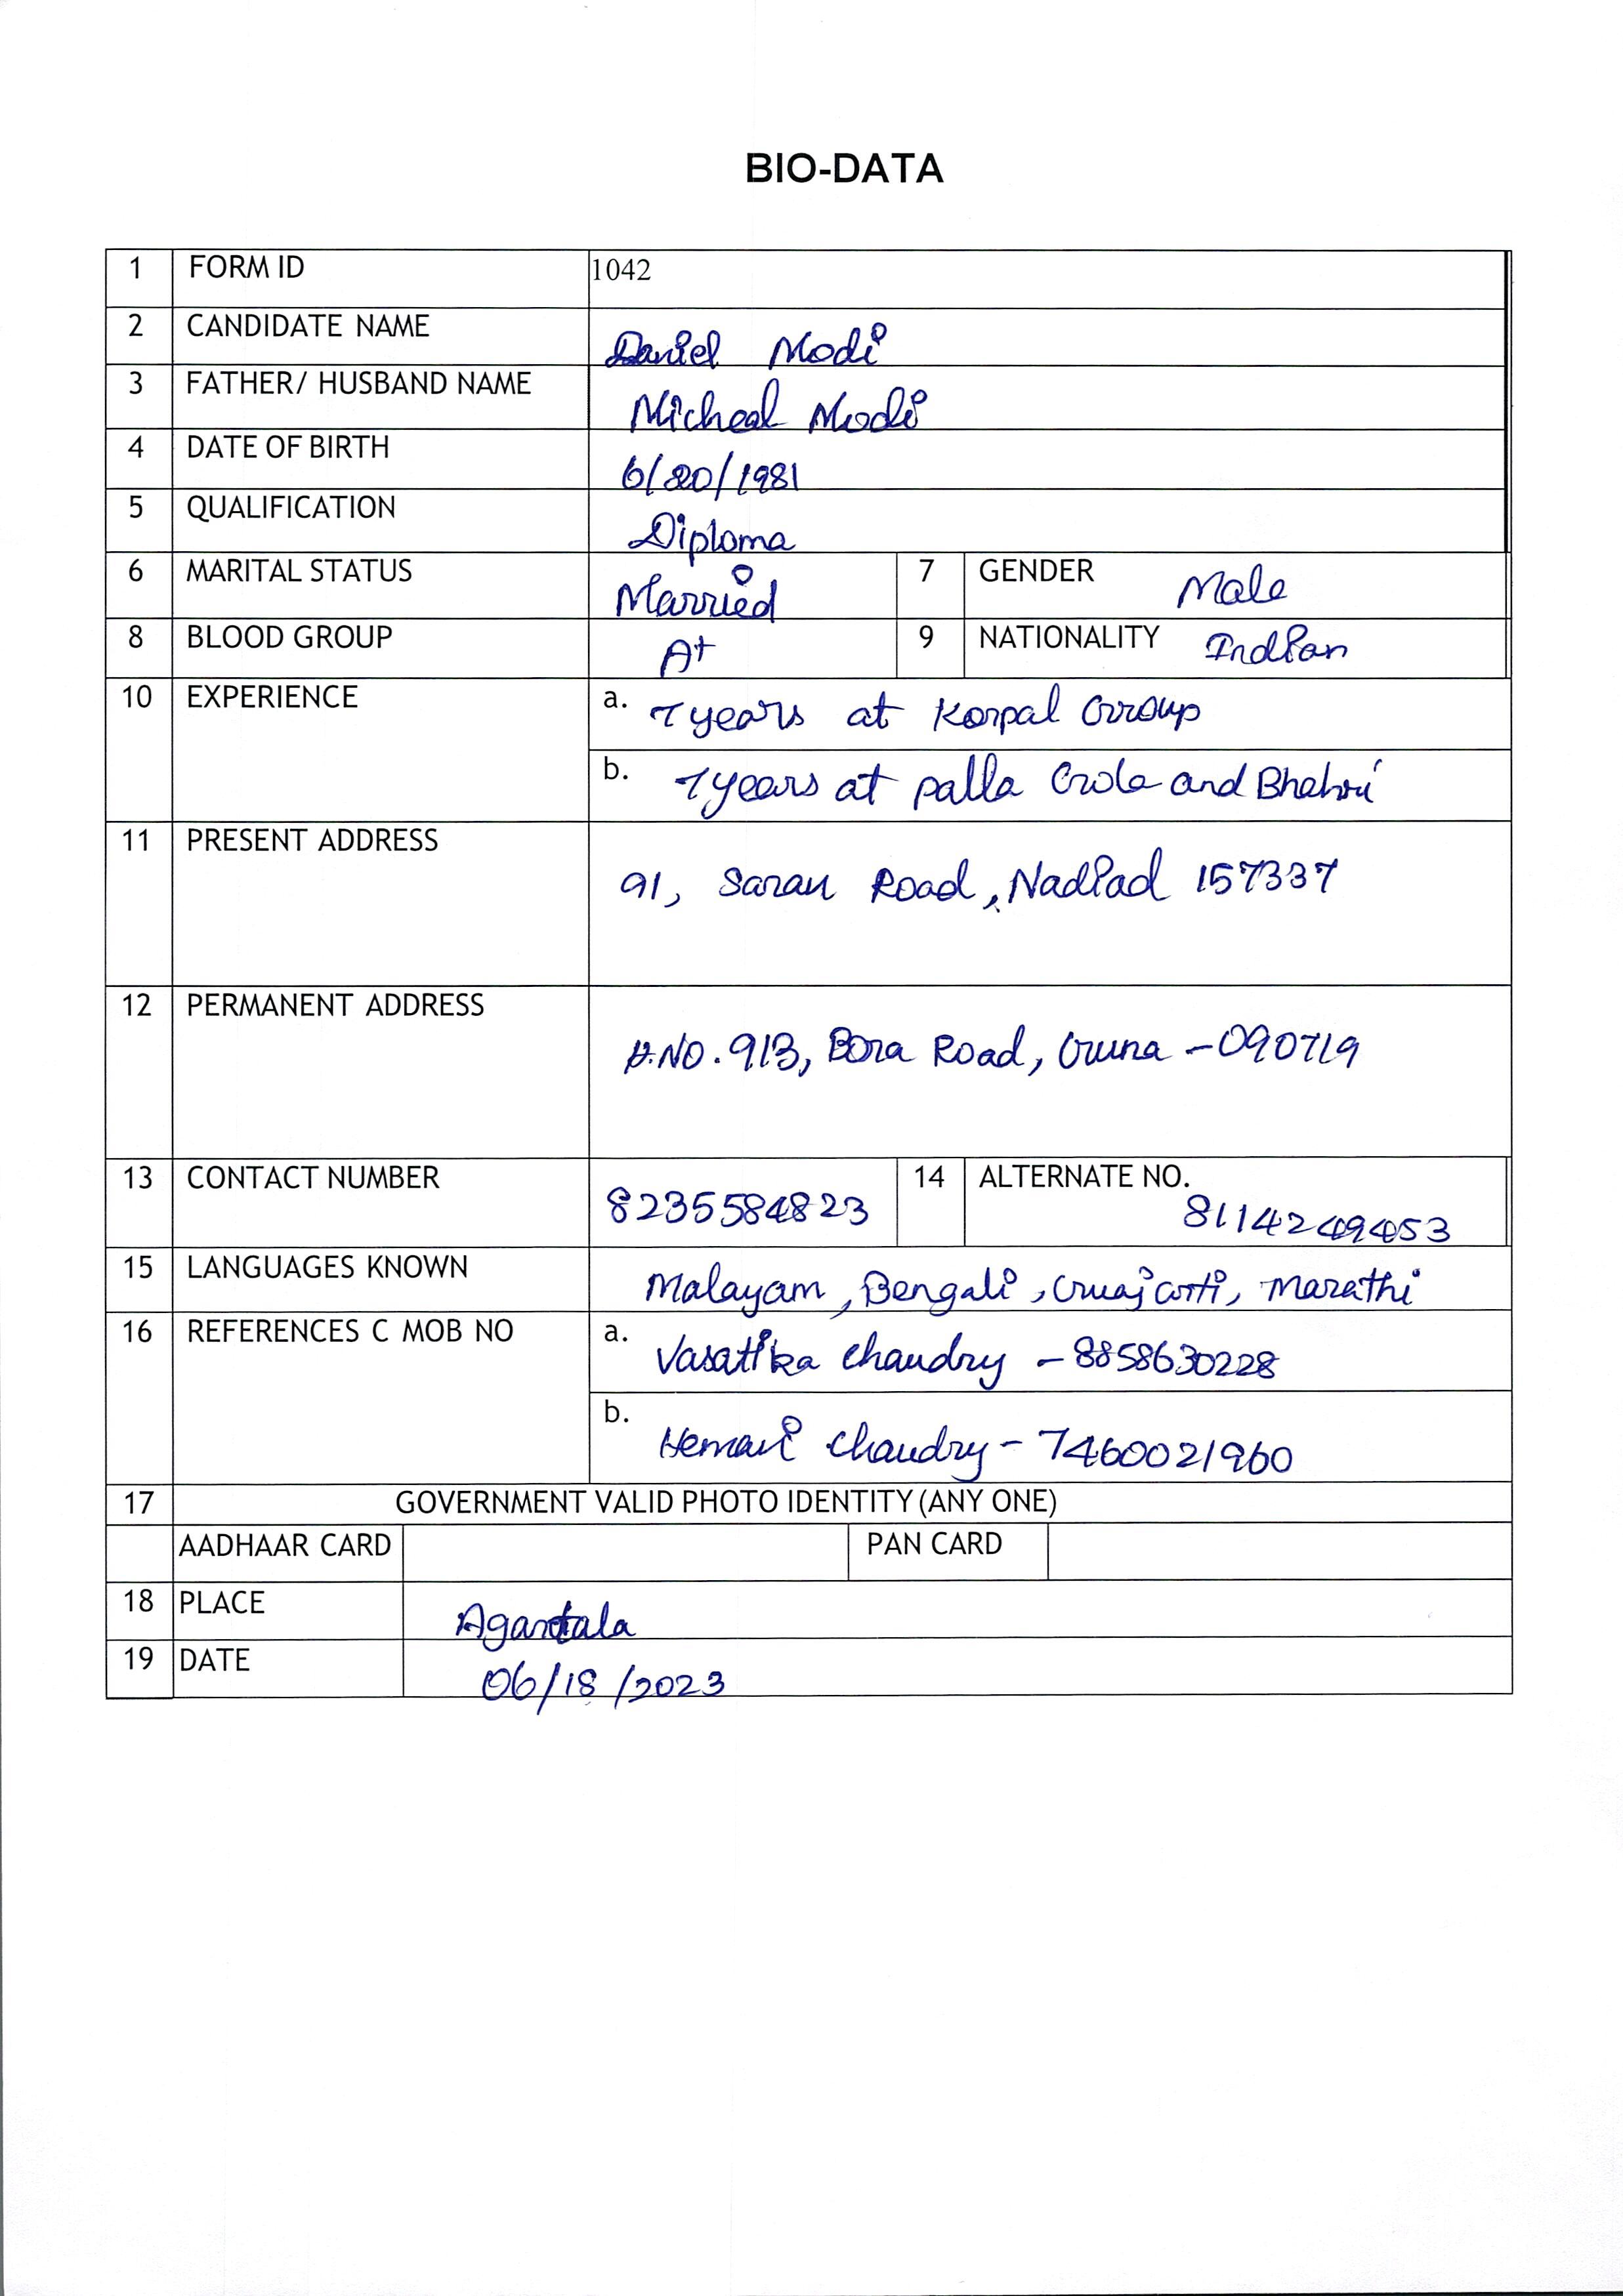 BIO-DATA
1 FORM ID 1042
2 CANDIDATE NAME Daniel Modi
3 FATHER/ HUSBAND NAME Micheal Modi
4 DATE OF BIRTH 6/20/1981
5 QUALIFICATION Diploma
6 MARITAL STATUS Married 7 GENDER Male
8 BLOOD GROUP A+ 9 NATIONALITY Indian
10 EXPERIENCE a. 7 years at Korpal Group
b. 7 years at palla Gola and
11 PRESENT ADDRESS
91, Saran Road, Nadiad 157337
12 PERMANENT ADDRESS
H.NO. 913, Bora Road, Guna - 090719
13 CONTACT NUMBER 8235584823 14 ALTERNATE NO. 8114249453
15 LANGUAGES KNOWN Malayam, Bengali, Gujarti, Marathi
16 REFERENCES C MOB NO a. Vasatika chaudry - 8858630228
b. Hemani chaudry - 7460021960
17 GOVERNMENT VALID PHOTO IDENTITY (ANY ONE)
AADHAAR CARD PAN CARD
18 PLACE Agartala
19 DATE 06/18/2023